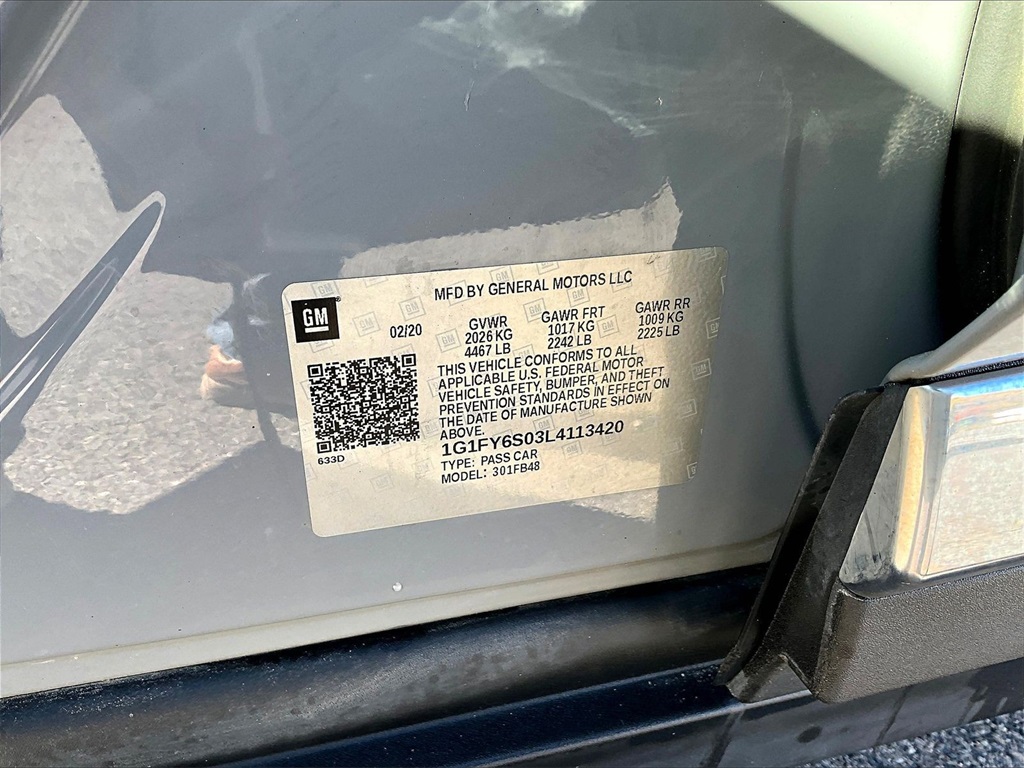 MFD BY GENERAL MOTORS LLC
GM
02/20
GVWR
2026 KG
4467 LB
GAWR FRT
1017 KG
2242 LB
GAWR RR
1009 KG
2225 LB
THIS VEHICLE CONFORMS TO ALL
APPLICABLE U.S. FEDERAL MOTOR
VEHICLE SAFETY, BUMPER, AND THEFT
PREVENTION STANDARDS IN EFFECT ON
THE DATE OF MANUFACTURE SHOWN
ABOVE.
1G1FY6S03L4113420
TYPE: PASS CAR
MODEL: 301FB48
633D